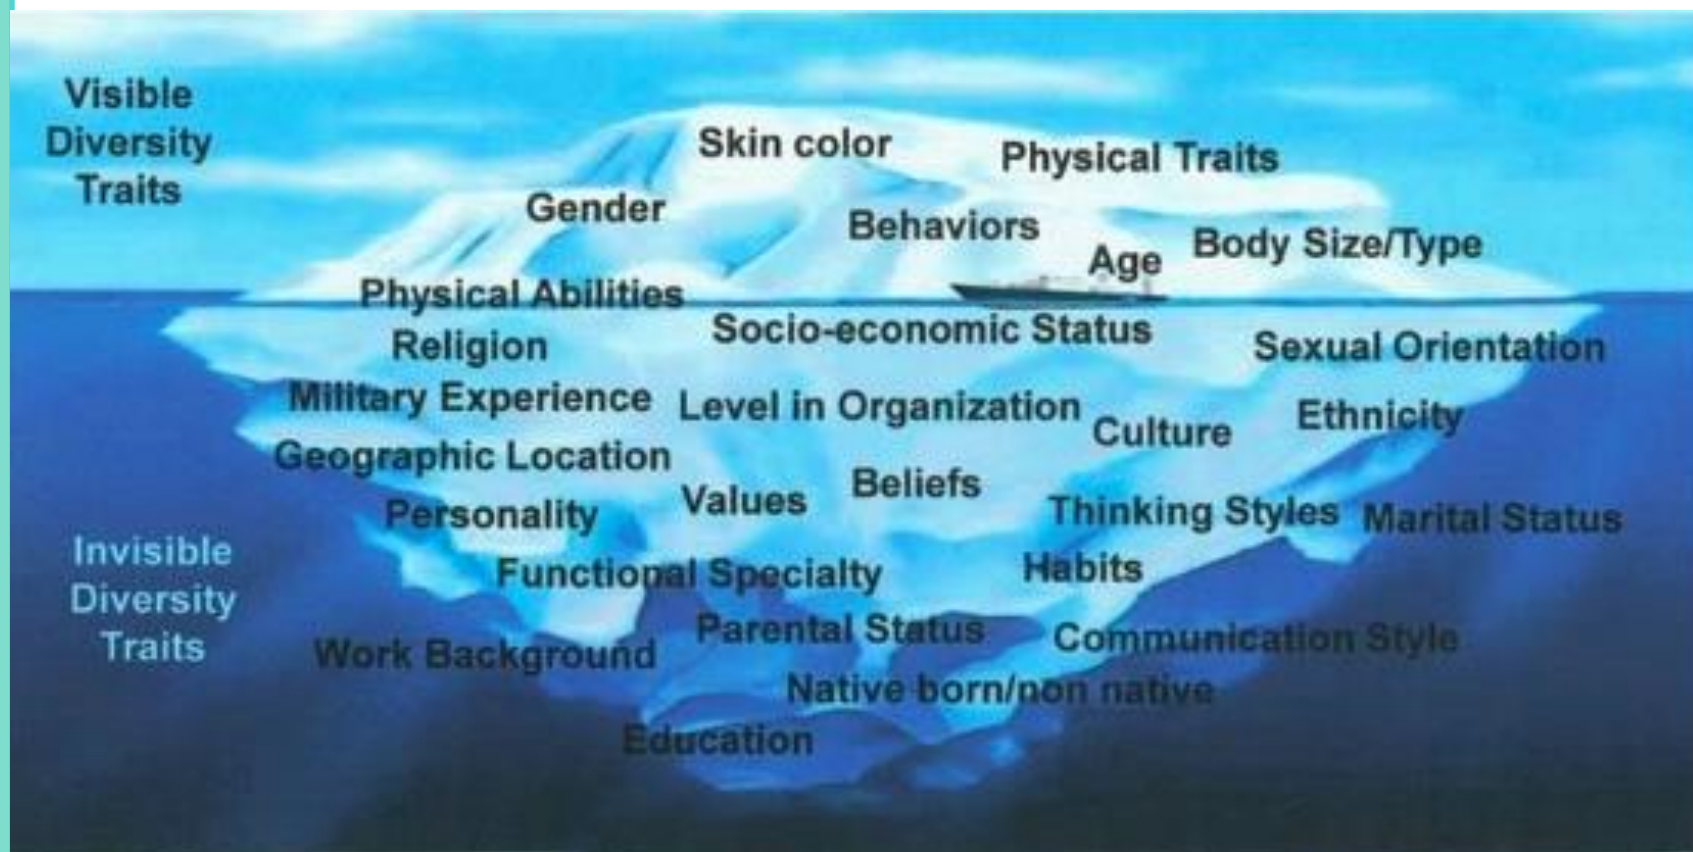 Visible
Diversity
Traits
Skin color
Physical Traits
Gender
Behaviors
Age
Body Size/Type
Physical Abilities
Religion
Socio-economic Status
Sexual Orientation
Military Experience
Level in Organization
Culture
Ethnicity
Geographic Location
Personality
Values
Beliefs
Thinking Styles
Marital Status
Invisible
Diversity
Traits
Functional Specialty
Habits
Work Background
Parental Status
Communication Style
Native born/non native
Education